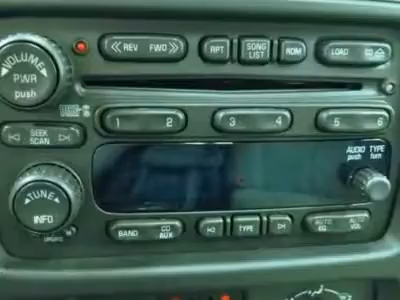 VOLUME
PWR
push
REV FWD
RPT
SONG LIST
RDM
LOAD
1 2
3 4
5 6
SEEK
SCAN
AUDIO TYPE
push turn
TUNE
INFO
BAND
CD
AUX
TYPE
AUTO
EQ
AUTO
VOL